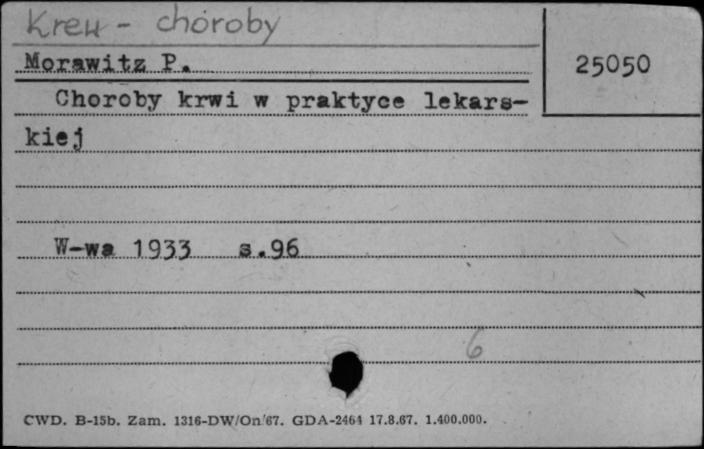 Krew - choroby
Morawitz P.
25050
Choroby krwi w praktyce lekars-
kiej
W-wa 1933 s.96
6
CWD. B-15b. Zam. 1316-DW/On/67. GDA-2464 17.8.67. 1.400.000.